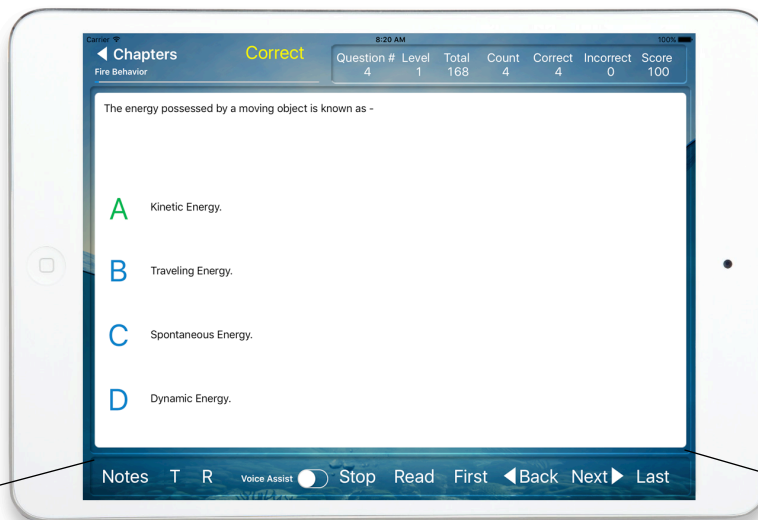 Carrier 8:20 AM 100%
Chapters Correct Question # Level Total Count Correct Incorrect Score
Fire Behavior 4 1 168 4 4 0 100
The energy possessed by a moving object is known as -
A Kinetic Energy.
B Traveling Energy.
C Spontaneous Energy.
D Dynamic Energy.
Notes T R Voice Assist Stop Read First Back Next Last